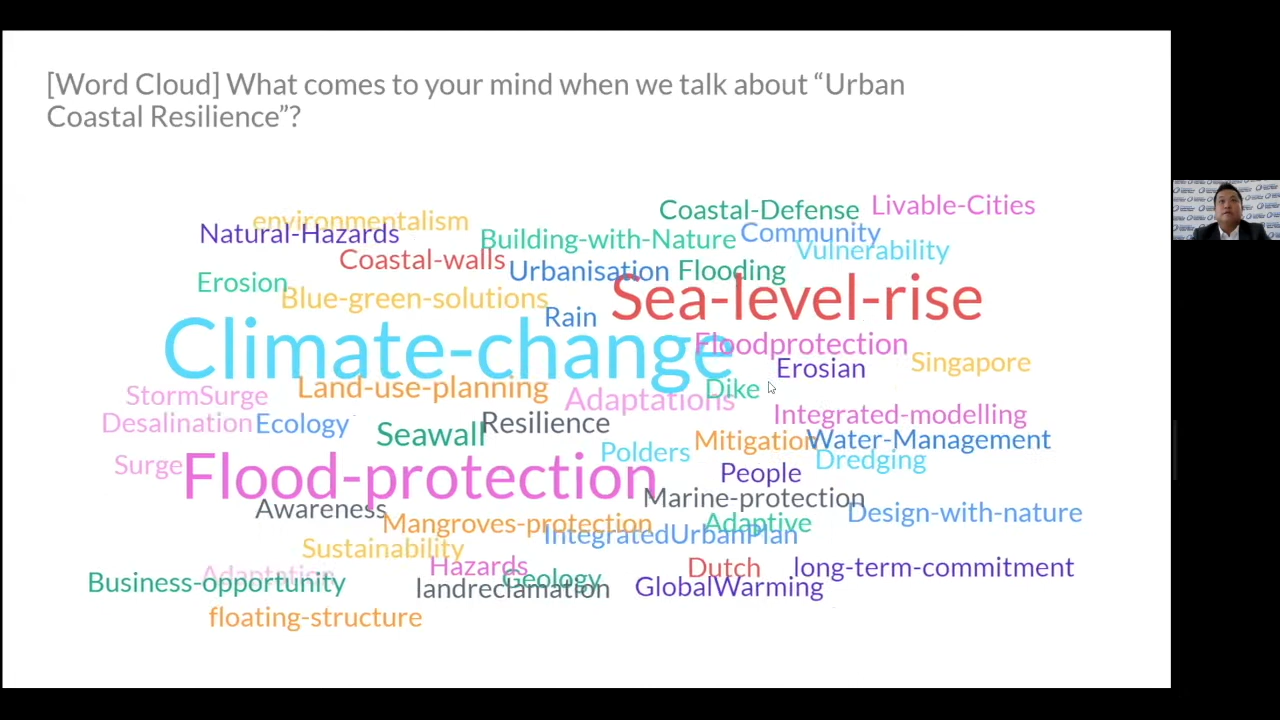 [Word Cloud] What comes to your mind when we talk about “Urban
Coastal Resilience”?
environmentalism
Natural-Hazards
Coastal-Defense
Livable-Cities
Building-with-Nature
Community
Vulnerability
Coastal-walls
Urbanisation
Flooding
Erosion
Blue-green-solutions
Sea-level-rise
Rain
Climate-change
Floodprotection
Erosian
Singapore
Land-use-planning
Dike
StormSurge
Adaptations
Integrated-modelling
Desalination
Ecology
Seawall
Resilience
Mitigation
Water-Management
Polders
Dredging
Surge
Flood-protection
People
Marine-protection
Awareness
Mangroves-protection
Adaptive
Design-with-nature
IntegratedUrbanPlan
Sustainability
Hazards
Dutch
long-term-commitment
Adaptation
Business-opportunity
Geology
landreclamation
GlobalWarming
floating-structure